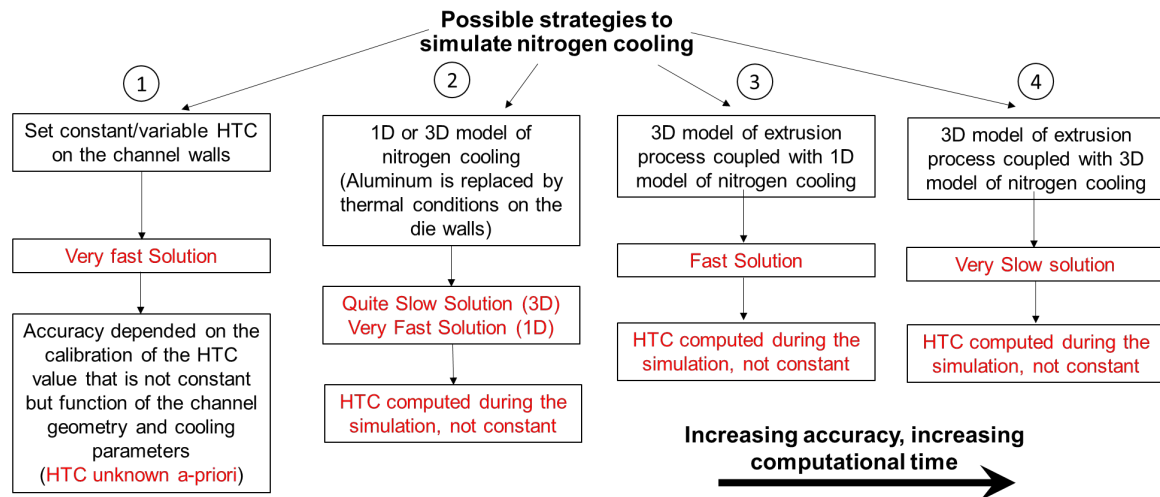 Possible strategies to
simulate nitrogen cooling
1
Set constant/variable HTC
on the channel walls
Very fast Solution
Accuracy depended on the
calibration of the HTC
value that is not constant
but function of the channel
geometry and cooling
parameters
(HTC unknown a-priori)
2
1D or 3D model of
nitrogen cooling
(Aluminum is replaced by
thermal conditions on the
die walls)
Quite Slow Solution (3D)
Very Fast Solution (1D)
HTC computed during the
simulation, not constant
3
3D model of extrusion
process coupled with 1D
model of nitrogen cooling
Fast Solution
HTC computed during the
simulation, not constant
4
3D model of extrusion
process coupled with 3D
model of nitrogen cooling
Very Slow solution
HTC computed during the
simulation, not constant
Increasing accuracy, increasing
computational time